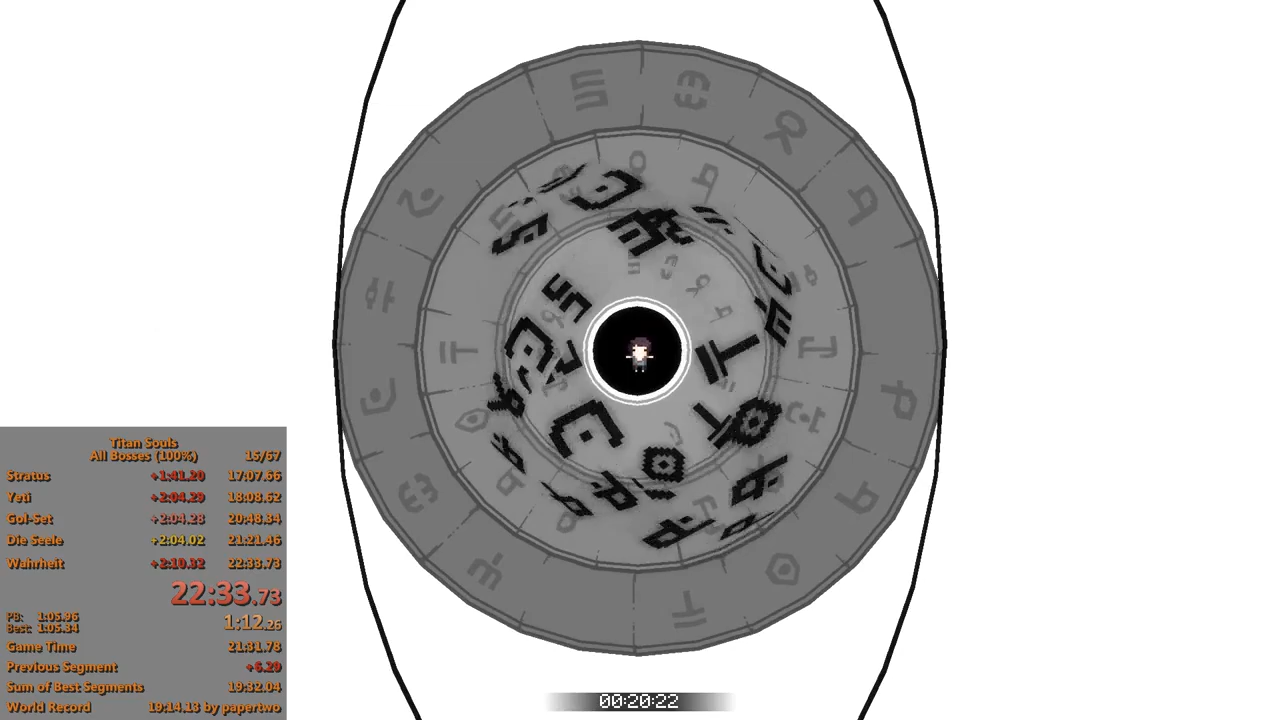 Titan Souls
All Bosses (100%) 15/67
Stratus +1:41.20 17:07.66
Yeti +2:04.29 18:08.62
Gol-Set +2:04.23 20:48.34
Die Seele +2:04.02 21:21.46
Wahrheit +2:10.32 22:33.73
22:33.73
PB: 1:05.96
Best: 1:05.84 1:12.26
Game Time 21:31.78
Previous Segment +6.29
Sum of Best Segments 19:32.04
World Record 19:14.13 by papertwo
00:20:22